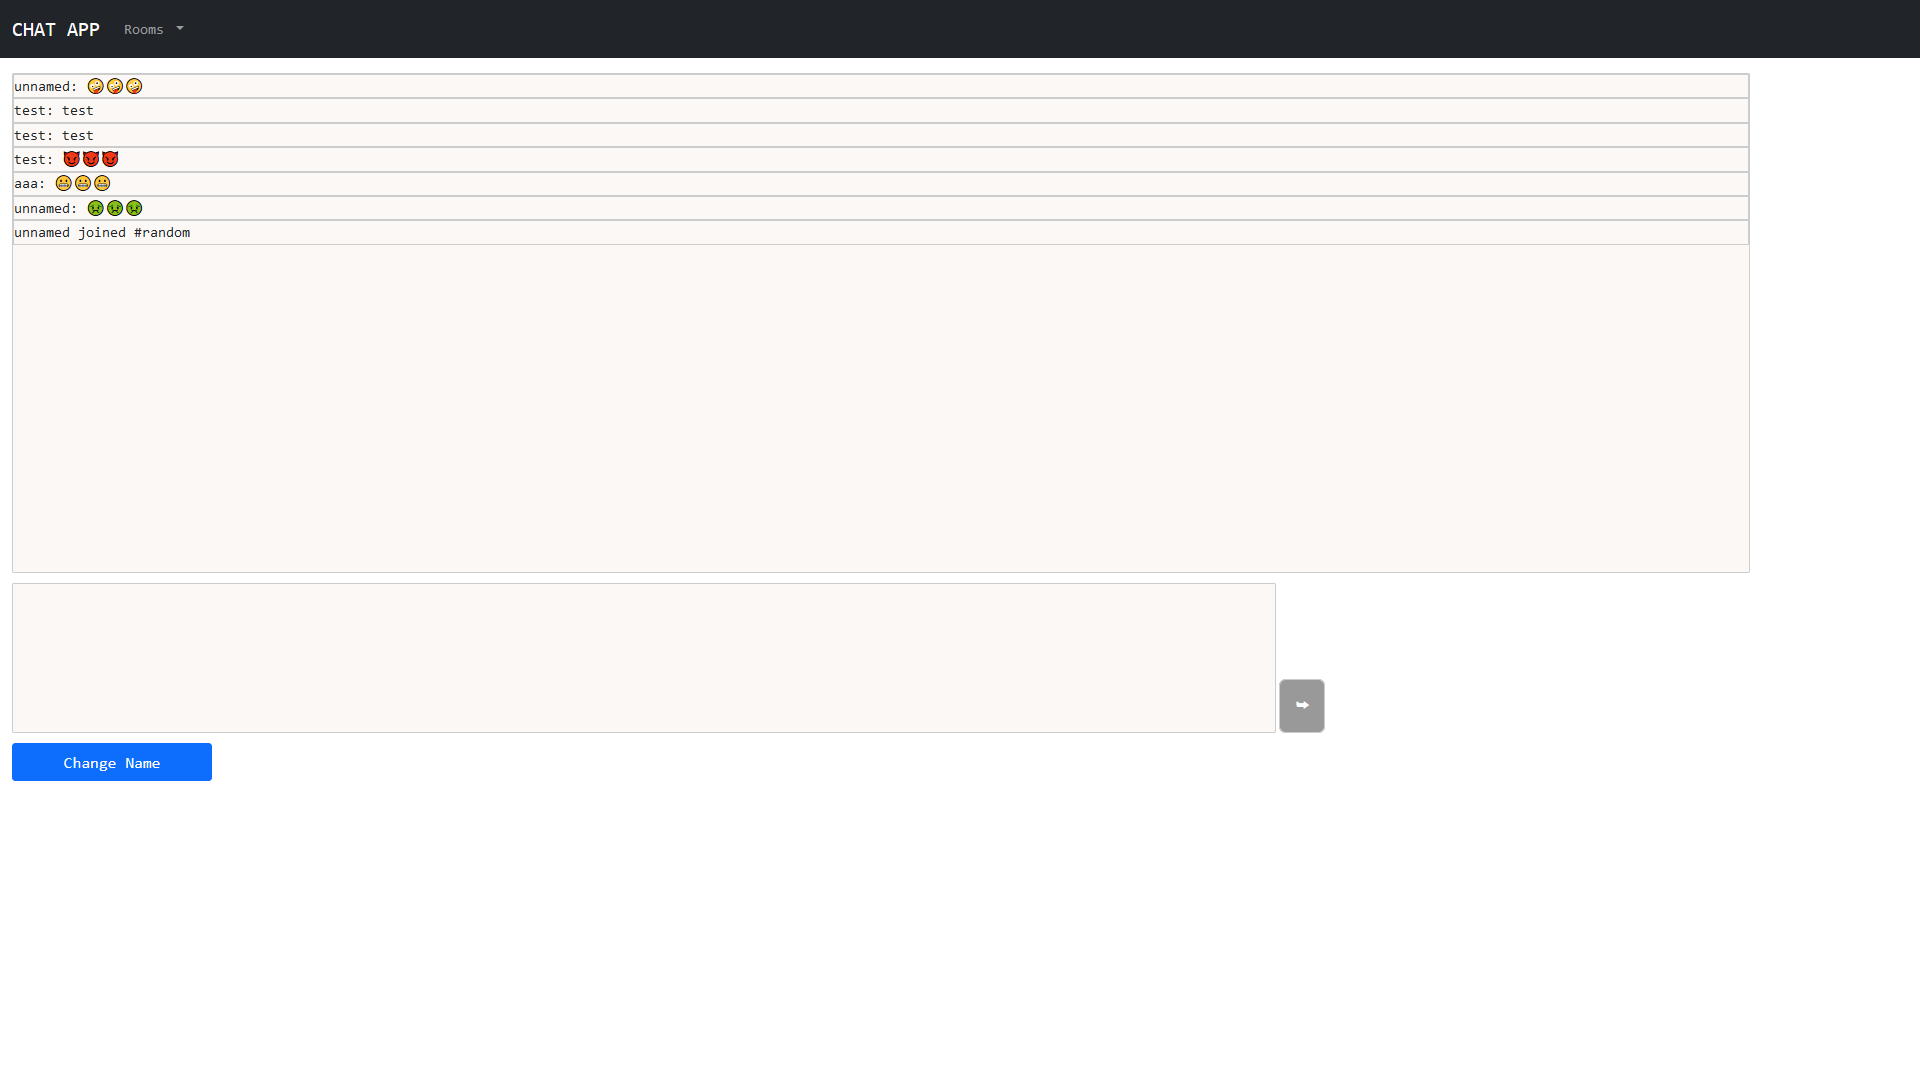 CHAT APP Rooms
unnamed: 🤪🤪🤪
test: test
test: test
test: 😈😈😈
aaa: 😬😬😬
unnamed: 🤢🤢🤢
unnamed joined #random
➥
Change Name